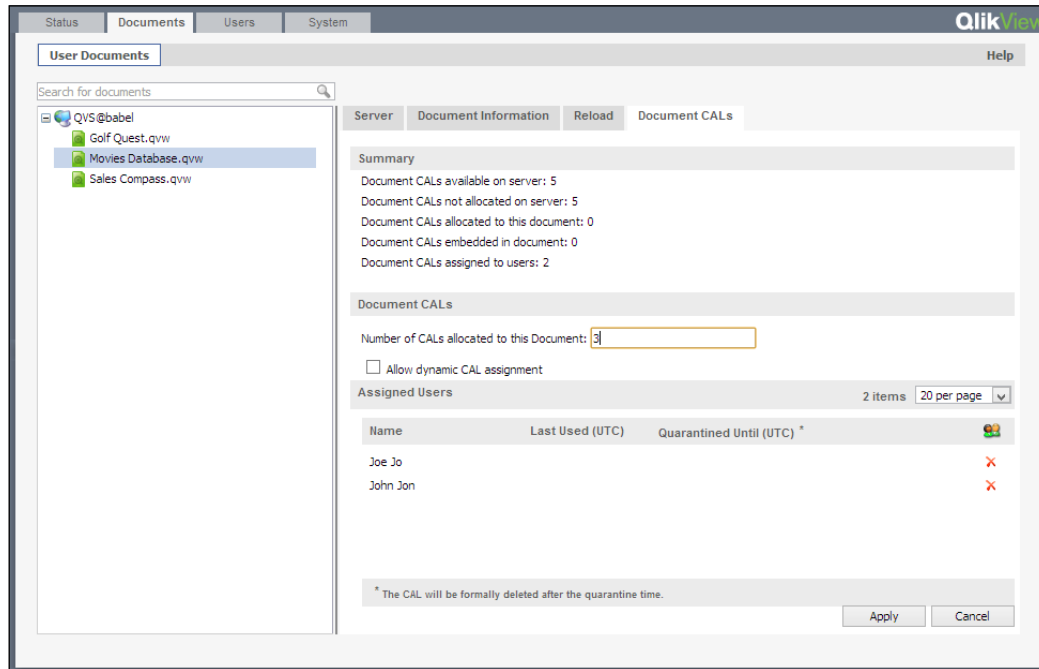 Status Documents Users System QlikView
User Documents Help
Search for documents
QVS@babel
Golf Quest.qvw
Movies Database.qvw
Sales Compass.qvw
Server Document Information Reload Document CALs
Summary
Document CALs available on server: 5
Document CALs not allocated on server: 5
Document CALs allocated to this document: 0
Document CALs embedded in document: 0
Document CALs assigned to users: 2
Document CALs
Number of CALs allocated to this Document: 3
Allow dynamic CAL assignment
Assigned Users 2 items 20 per page
Name Last Used (UTC) Quarantined Until (UTC) *
Joe Jo
John Jon
* The CAL will be formally deleted after the quarantine time.
Apply Cancel